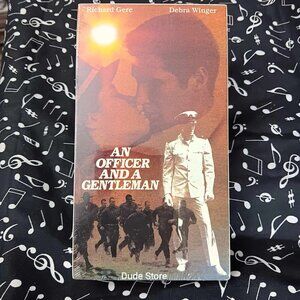 Richard Gere Debra Winger
AN
OFFICER
AND A
GENTLEMAN
Dude Store